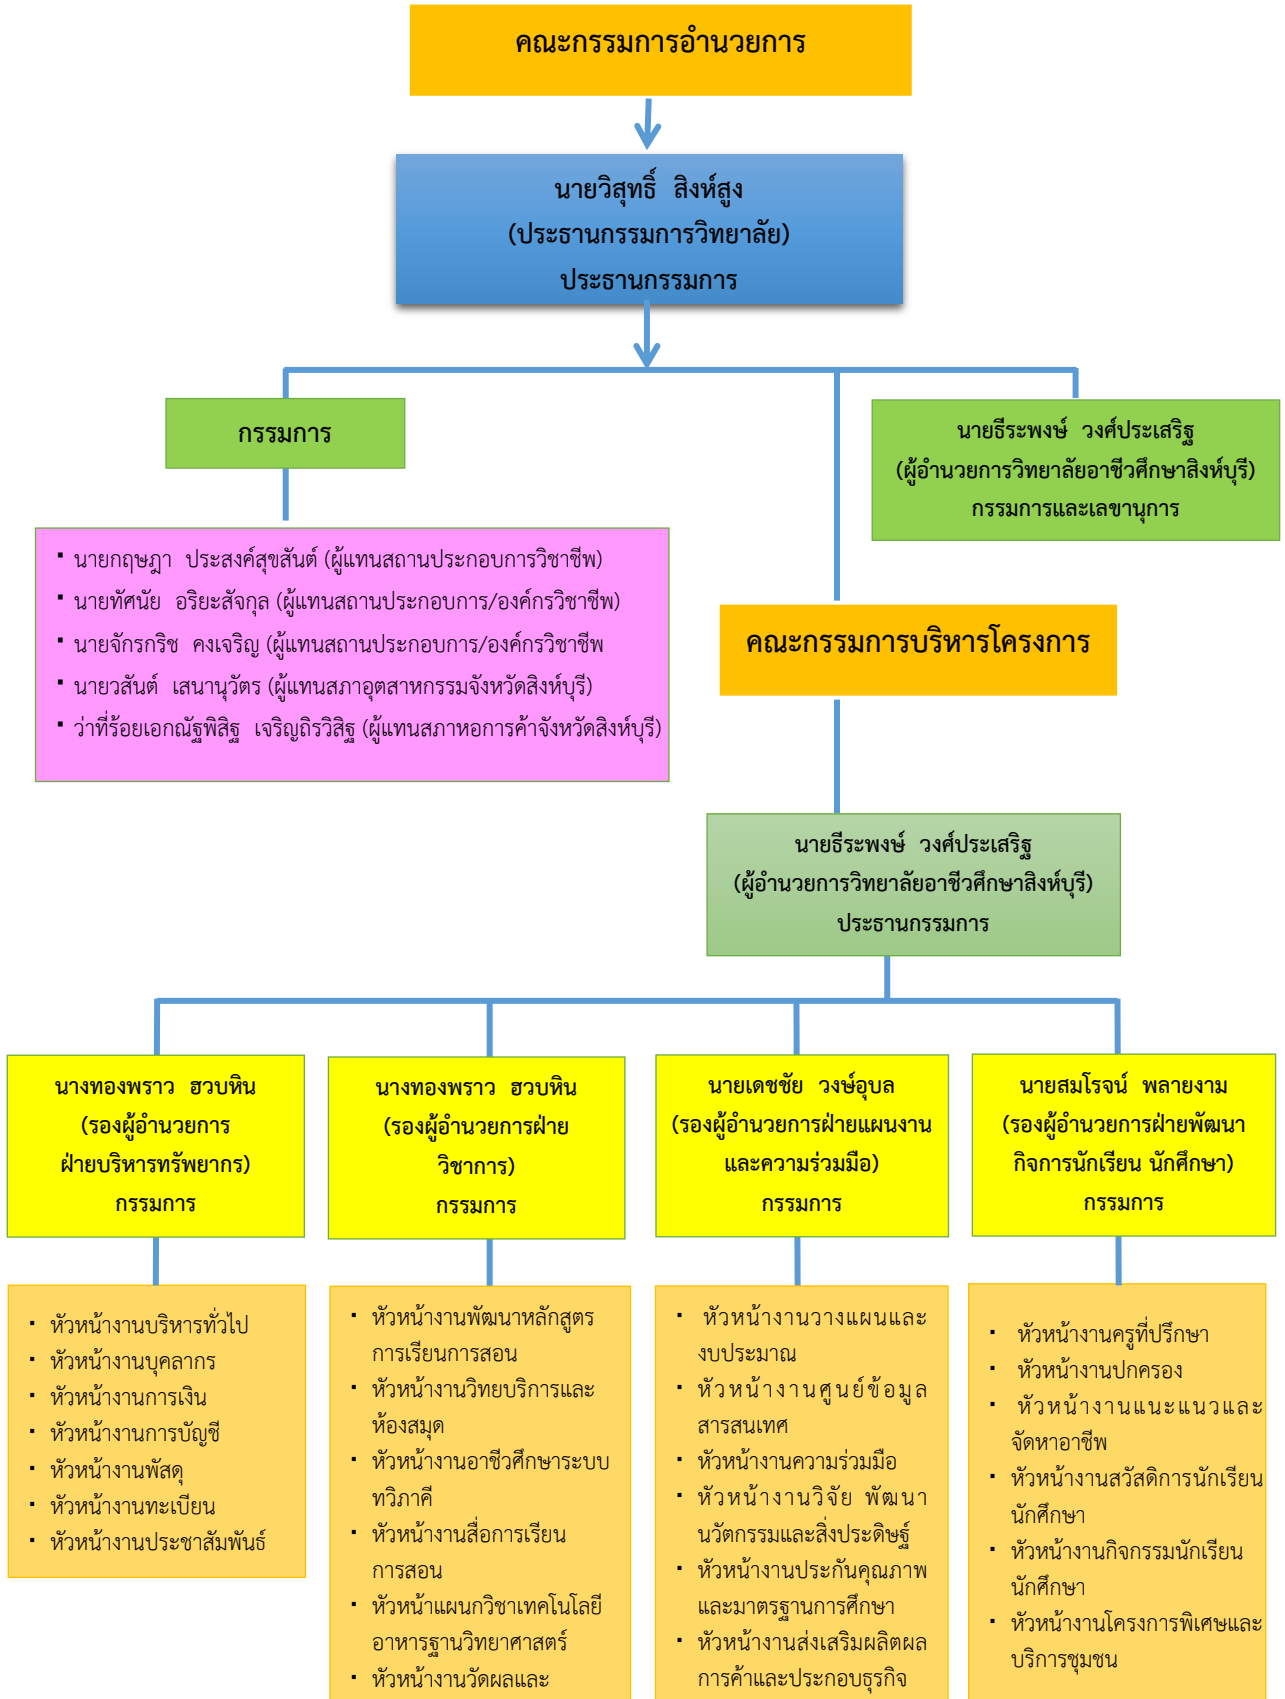 คณะกรรมการอำนวยการ
นายวิสุทธิ์ สิงห์สูง
(ประธานกรรมการวิทยาลัย)
ประธานกรรมการ
กรรมการ
นายธีระพงษ์ วงศ์ประเสริฐ
(ผู้อำนวยการวิทยาลัยอาชีวศึกษาสิงห์บุรี)
กรรมการและเลขานุการ
▪ นายกฤษฎา ประสงค์สุขสันต์ (ผู้แทนสถานประกอบการวิชาชีพ)
▪ นายทัศนัย อริยะสัจกุล (ผู้แทนสถานประกอบการ/องค์กรวิชาชีพ)
▪ นายจักรกริช คงเจริญ (ผู้แทนสถานประกอบการ/องค์กรวิชาชีพ
▪ นายวสันต์ เสนานุวัตร (ผู้แทนสภาอุตสาหกรรมจังหวัดสิงห์บุรี)
▪ ว่าที่ร้อยเอกณัฐพิสิฐ เจริญถิรวิสิฐ (ผู้แทนสภาหอการค้าจังหวัดสิงห์บุรี)
คณะกรรมการบริหารโครงการ
นายธีระพงษ์ วงศ์ประเสริฐ
(ผู้อำนวยการวิทยาลัยอาชีวศึกษาสิงห์บุรี)
ประธานกรรมการ
นางทองพราว ฮวบหิน
(รองผู้อำนวยการ
ฝ่ายบริหารทรัพยากร)
กรรมการ
นางทองพราว ฮวบหิน
(รองผู้อำนวยการฝ่าย
วิชาการ)
กรรมการ
นายเดชชัย วงษ์อุบล
(รองผู้อำนวยการฝ่ายแผนงาน
และความร่วมมือ)
กรรมการ
นายสมโรจน์ พลายงาม
(รองผู้อำนวยการฝ่ายพัฒนา
กิจการนักเรียน นักศึกษา)
กรรมการ
▪ หัวหน้างานบริหารทั่วไป
▪ หัวหน้างานบุคลากร
▪ หัวหน้างานการเงิน
▪ หัวหน้างานการบัญชี
▪ หัวหน้างานพัสดุ
▪ หัวหน้างานทะเบียน
▪ หัวหน้างานประชาสัมพันธ์
▪ หัวหน้างานพัฒนาหลักสูตร
การเรียนการสอน
▪ หัวหน้างานวิทยบริการและ
ห้องสมุด
▪ หัวหน้างานอาชีวศึกษาระบบ
ทวิภาคี
▪ หัวหน้างานสื่อการเรียน
การสอน
▪ หัวหน้าแผนกวิชาเทคโนโลยี
อาหารฐานวิทยาศาสตร์
▪ หัวหน้างานวัดผลและ
▪ หัวหน้างานวางแผนและ
งบประมาณ
▪ หัวหน้างานศูนย์ข้อมูล
สารสนเทศ
▪ หัวหน้างานความร่วมมือ
▪ หัวหน้างานวิจัย พัฒนา
นวัตกรรมและสิ่งประดิษฐ์
▪ หัวหน้างานประกันคุณภาพ
และมาตรฐานการศึกษา
▪ หัวหน้างานส่งเสริมผลิตผล
การค้าและประกอบธุรกิจ
▪ หัวหน้างานครูที่ปรึกษา
▪ หัวหน้างานปกครอง
▪ หัวหน้างานแนะแนวและ
จัดหาอาชีพ
▪ หัวหน้างานสวัสดิการนักเรียน
นักศึกษา
▪ หัวหน้างานกิจกรรมนักเรียน
นักศึกษา
▪ หัวหน้างานโครงการพิเศษและ
บริการชุมชน